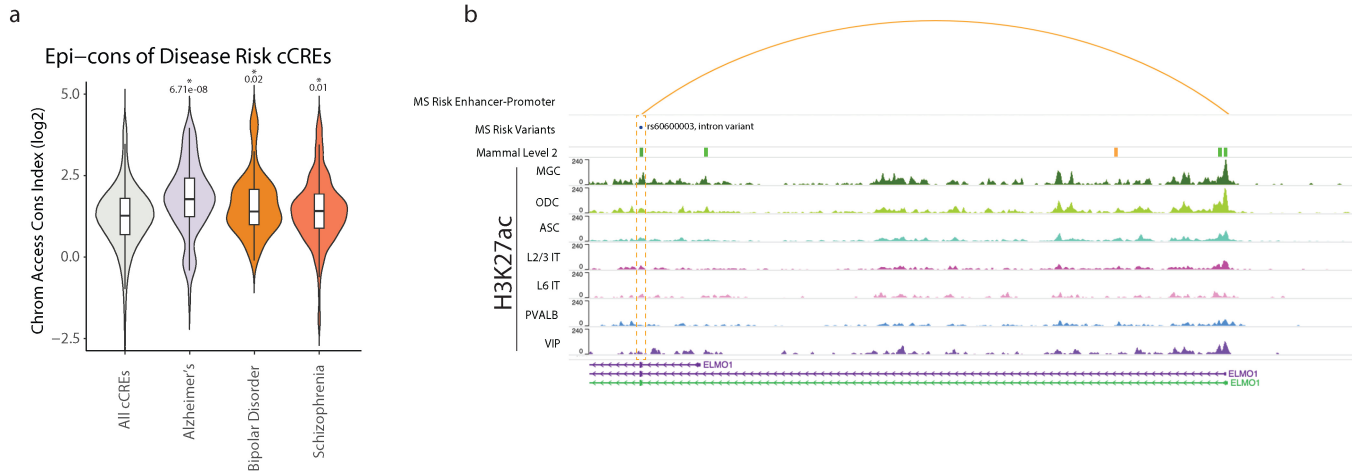 a
Epi−cons of Disease Risk cCREs
Chrom Access Cons Index (log2)
5.0
2.5
0.0
−2.5
*
6.71e-08
*
0.02
*
0.01
All cCREs
Alzheimer's
Bipolar Disorder
Schizophrenia
b
MS Risk Enhancer-Promoter
MS Risk Variants
rs60600003, intron variant
Mammal Level 2
H3K27ac
MGC
240
0
ODC
240
0
ASC
240
0
L2/3 IT
240
0
L6 IT
240
0
PVALB
240
0
VIP
240
0
ELMO1
ELMO1
ELMO1